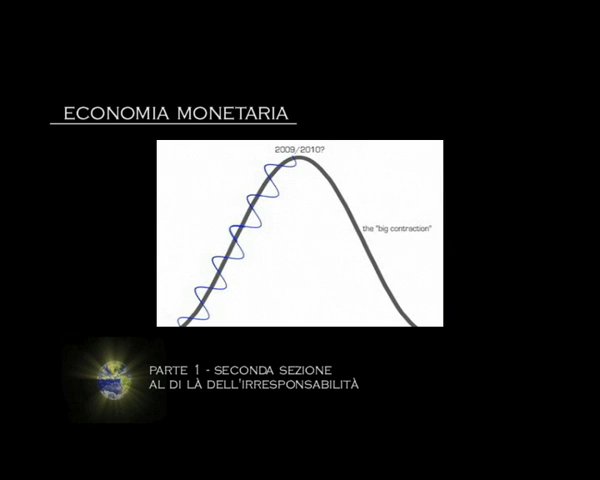 ECONOMIA MONETARIA
2009/2010?
the "big contraction"
PARTE 1 - SECONDA SEZIONE
AL DI LÀ DELL'IRRESPONSABILITÀ